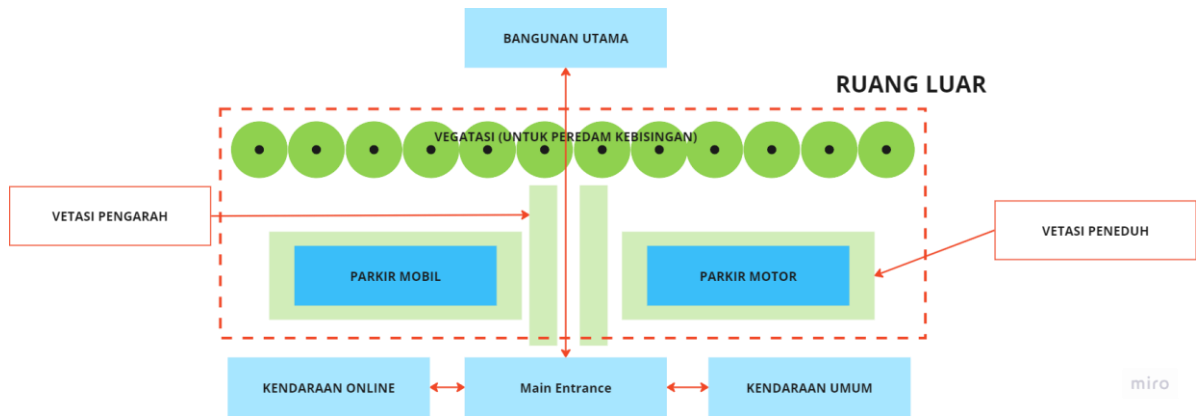 BANGUNAN UTAMA
RUANG LUAR
VEGATASI (UNTUK PEREDAM KEBISINGAN)
VETASI PENGARAH
VETASI PENEDUH
PARKIR MOBIL
PARKIR MOTOR
KENDARAAN ONLINE
Main Entrance
KENDARAAN UMUM
miro